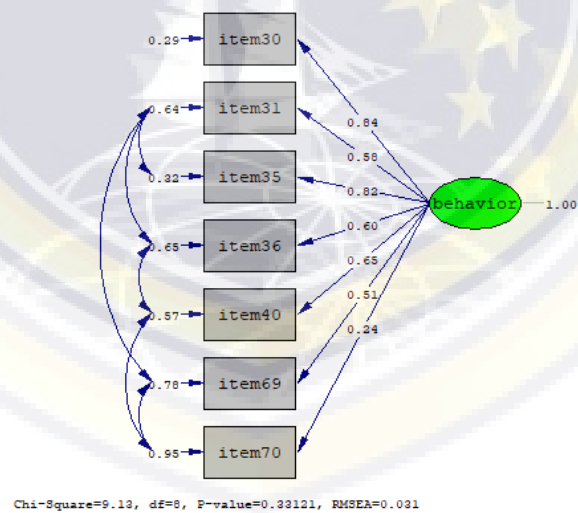 0.29 item30
0.64 item31
0.32 item35
0.65 item36
0.57 item40
0.78 item69
0.95 item70
0.84
0.58
0.82
0.60
0.65
0.51
0.24
behavior 1.00
Chi-Square=9.13, df=8, P-value=0.33121, RMSEA=0.031